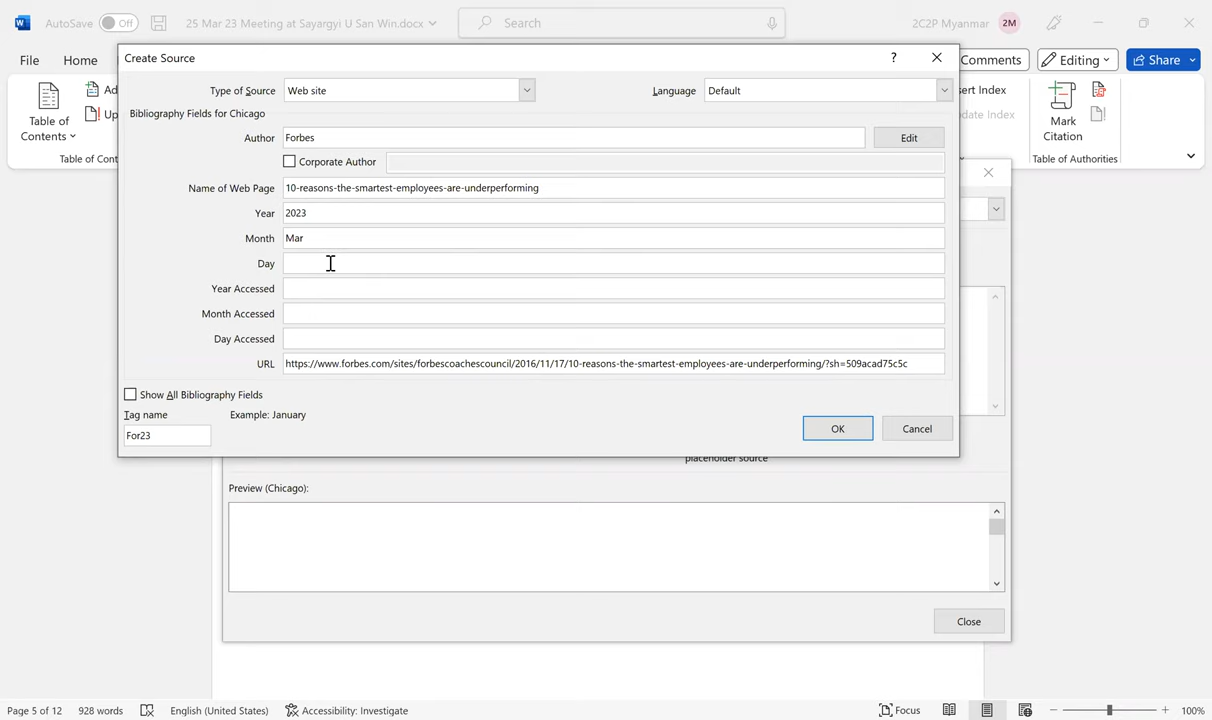 AutoSave Off 25 Mar 23 Meeting at Sayargyi U San Win.docx Search 2C2P Myanmar 2M
File Home Comments Editing Share
Create Source ?
Type of Source Web site Language Default
Bibliography Fields for Chicago
Author Forbes Edit
Corporate Author
Name of Web Page 10-reasons-the-smartest-employees-are-underperforming
Year 2023
Month Mar
Day
Year Accessed
Month Accessed
Day Accessed
URL https://www.forbes.com/sites/forbescoachescouncil/2016/11/17/10-reasons-the-smartest-employees-are-underperforming/?sh=509acad75c5c
Show All Bibliography Fields
Tag name Example: January
For23
OK Cancel
Table of
Contents
Ad
Up
Table of Cont
sert Index
date Index
Mark
Citation
Table of Authorities
placeholder source
Preview (Chicago):
Close
Page 5 of 12 928 words English (United States) Accessibility: Investigate Focus 100%